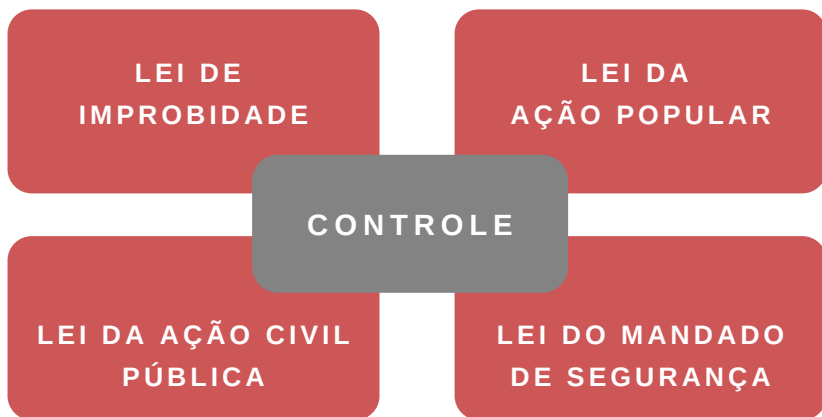 LEI DE
IMPROBIDADE
LEI DA
AÇÃO POPULAR
CONTROLE
LEI DA AÇÃO CIVIL
PÚBLICA
LEI DO MANDADO
DE SEGURANÇA